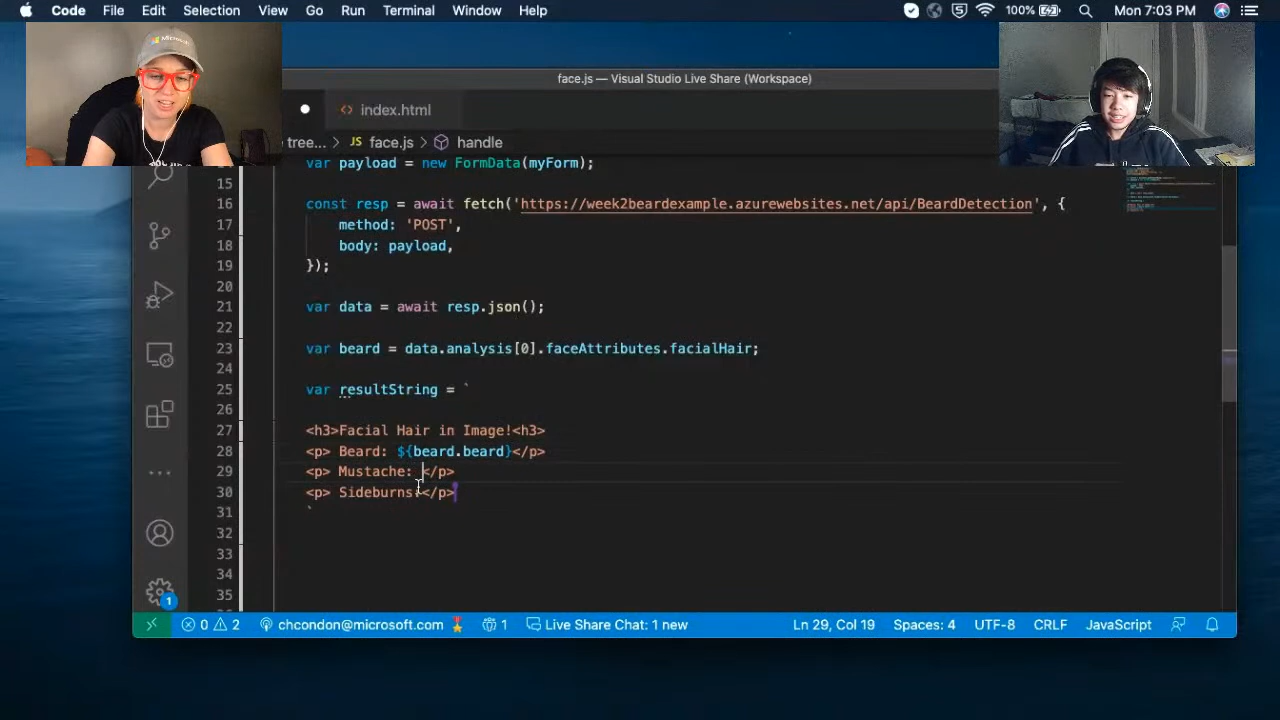 Code File Edit Selection View Go Run Terminal Window Help 100% Mon 7:03 PM
Microsoft
face.js — Visual Studio Live Share (Workspace)
<> index.html
tree... > JS face.js > handle
var payload = new FormData(myForm);
15
16 const resp = await fetch('https://week2beardexample.azurewebsites.net/api/BeardDetection', {
17 method: 'POST',
18 body: payload,
19 });
20
21 var data = await resp.json();
22
23 var beard = data.analysis[0].faceAttributes.facialHair;
24
25 var resultString = `
26
27 <h3>Facial Hair in Image!<h3>
28 <p> Beard: ${beard.beard}</p>
29 <p> Mustache: </p>
30 <p> Sideburns:</p>
31 `
32
33
34
35
1
0 2 chcondon@microsoft.com 1 Live Share Chat: 1 new Ln 29, Col 19 Spaces: 4 UTF-8 CRLF JavaScript